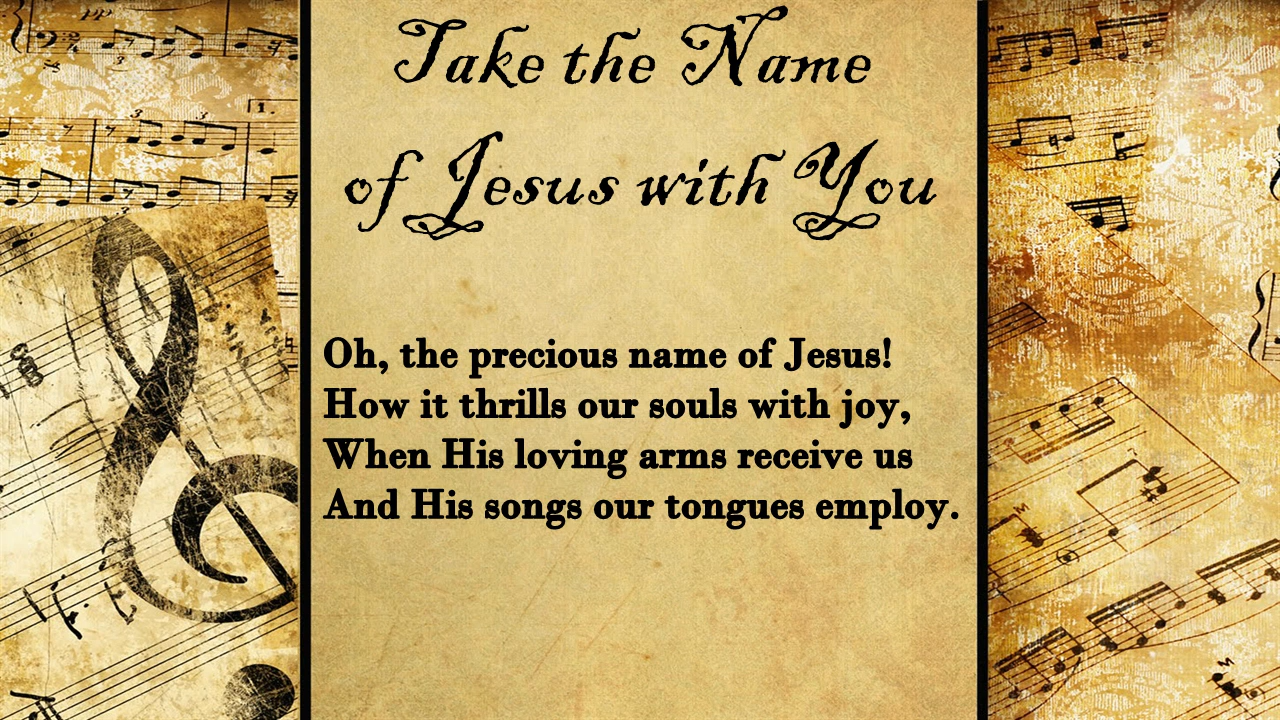 Take the Name
of Jesus with You
Oh, the precious name of Jesus!
How it thrills our souls with joy,
When His loving arms receive us
And His songs our tongues employ.